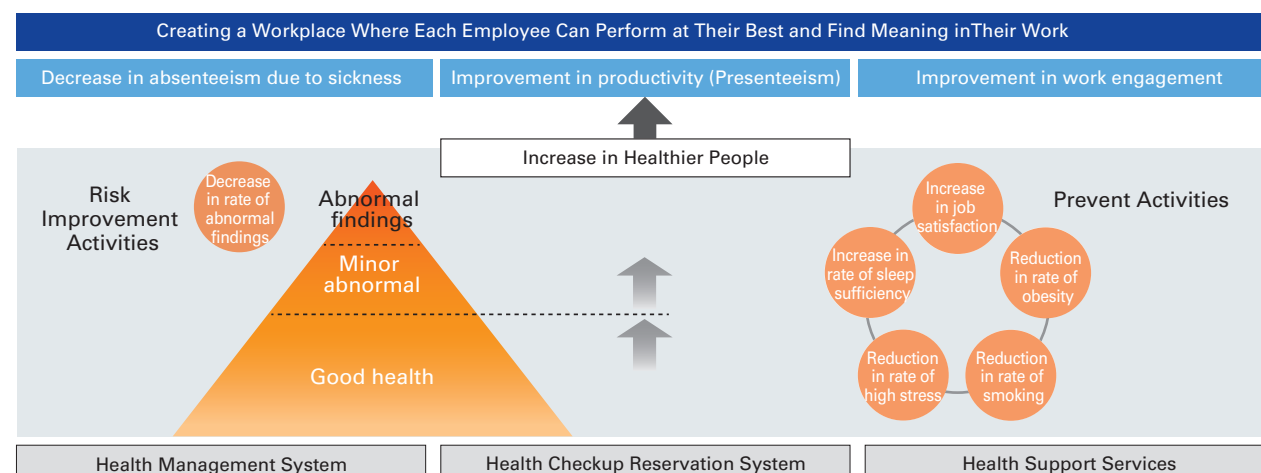 Creating a Workplace Where Each Employee Can Perform at Their Best and Find Meaning inTheir Work
Decrease in absenteeism due to sickness
Improvement in productivity (Presenteeism)
Improvement in work engagement
Increase in Healthier People
Risk
Improvement
Activities
Decrease
in rate of
abnormal
findings
Abnormal
findings
Minor
abnormal
Good health
Prevent Activities
Increase
in job
satisfaction
Increase in
rate of sleep
sufficiency
Reduction
in rate of
obesity
Reduction
in rate of
high stress
Reduction
in rate of
smoking
Health Management System
Health Checkup Reservation System
Health Support Services